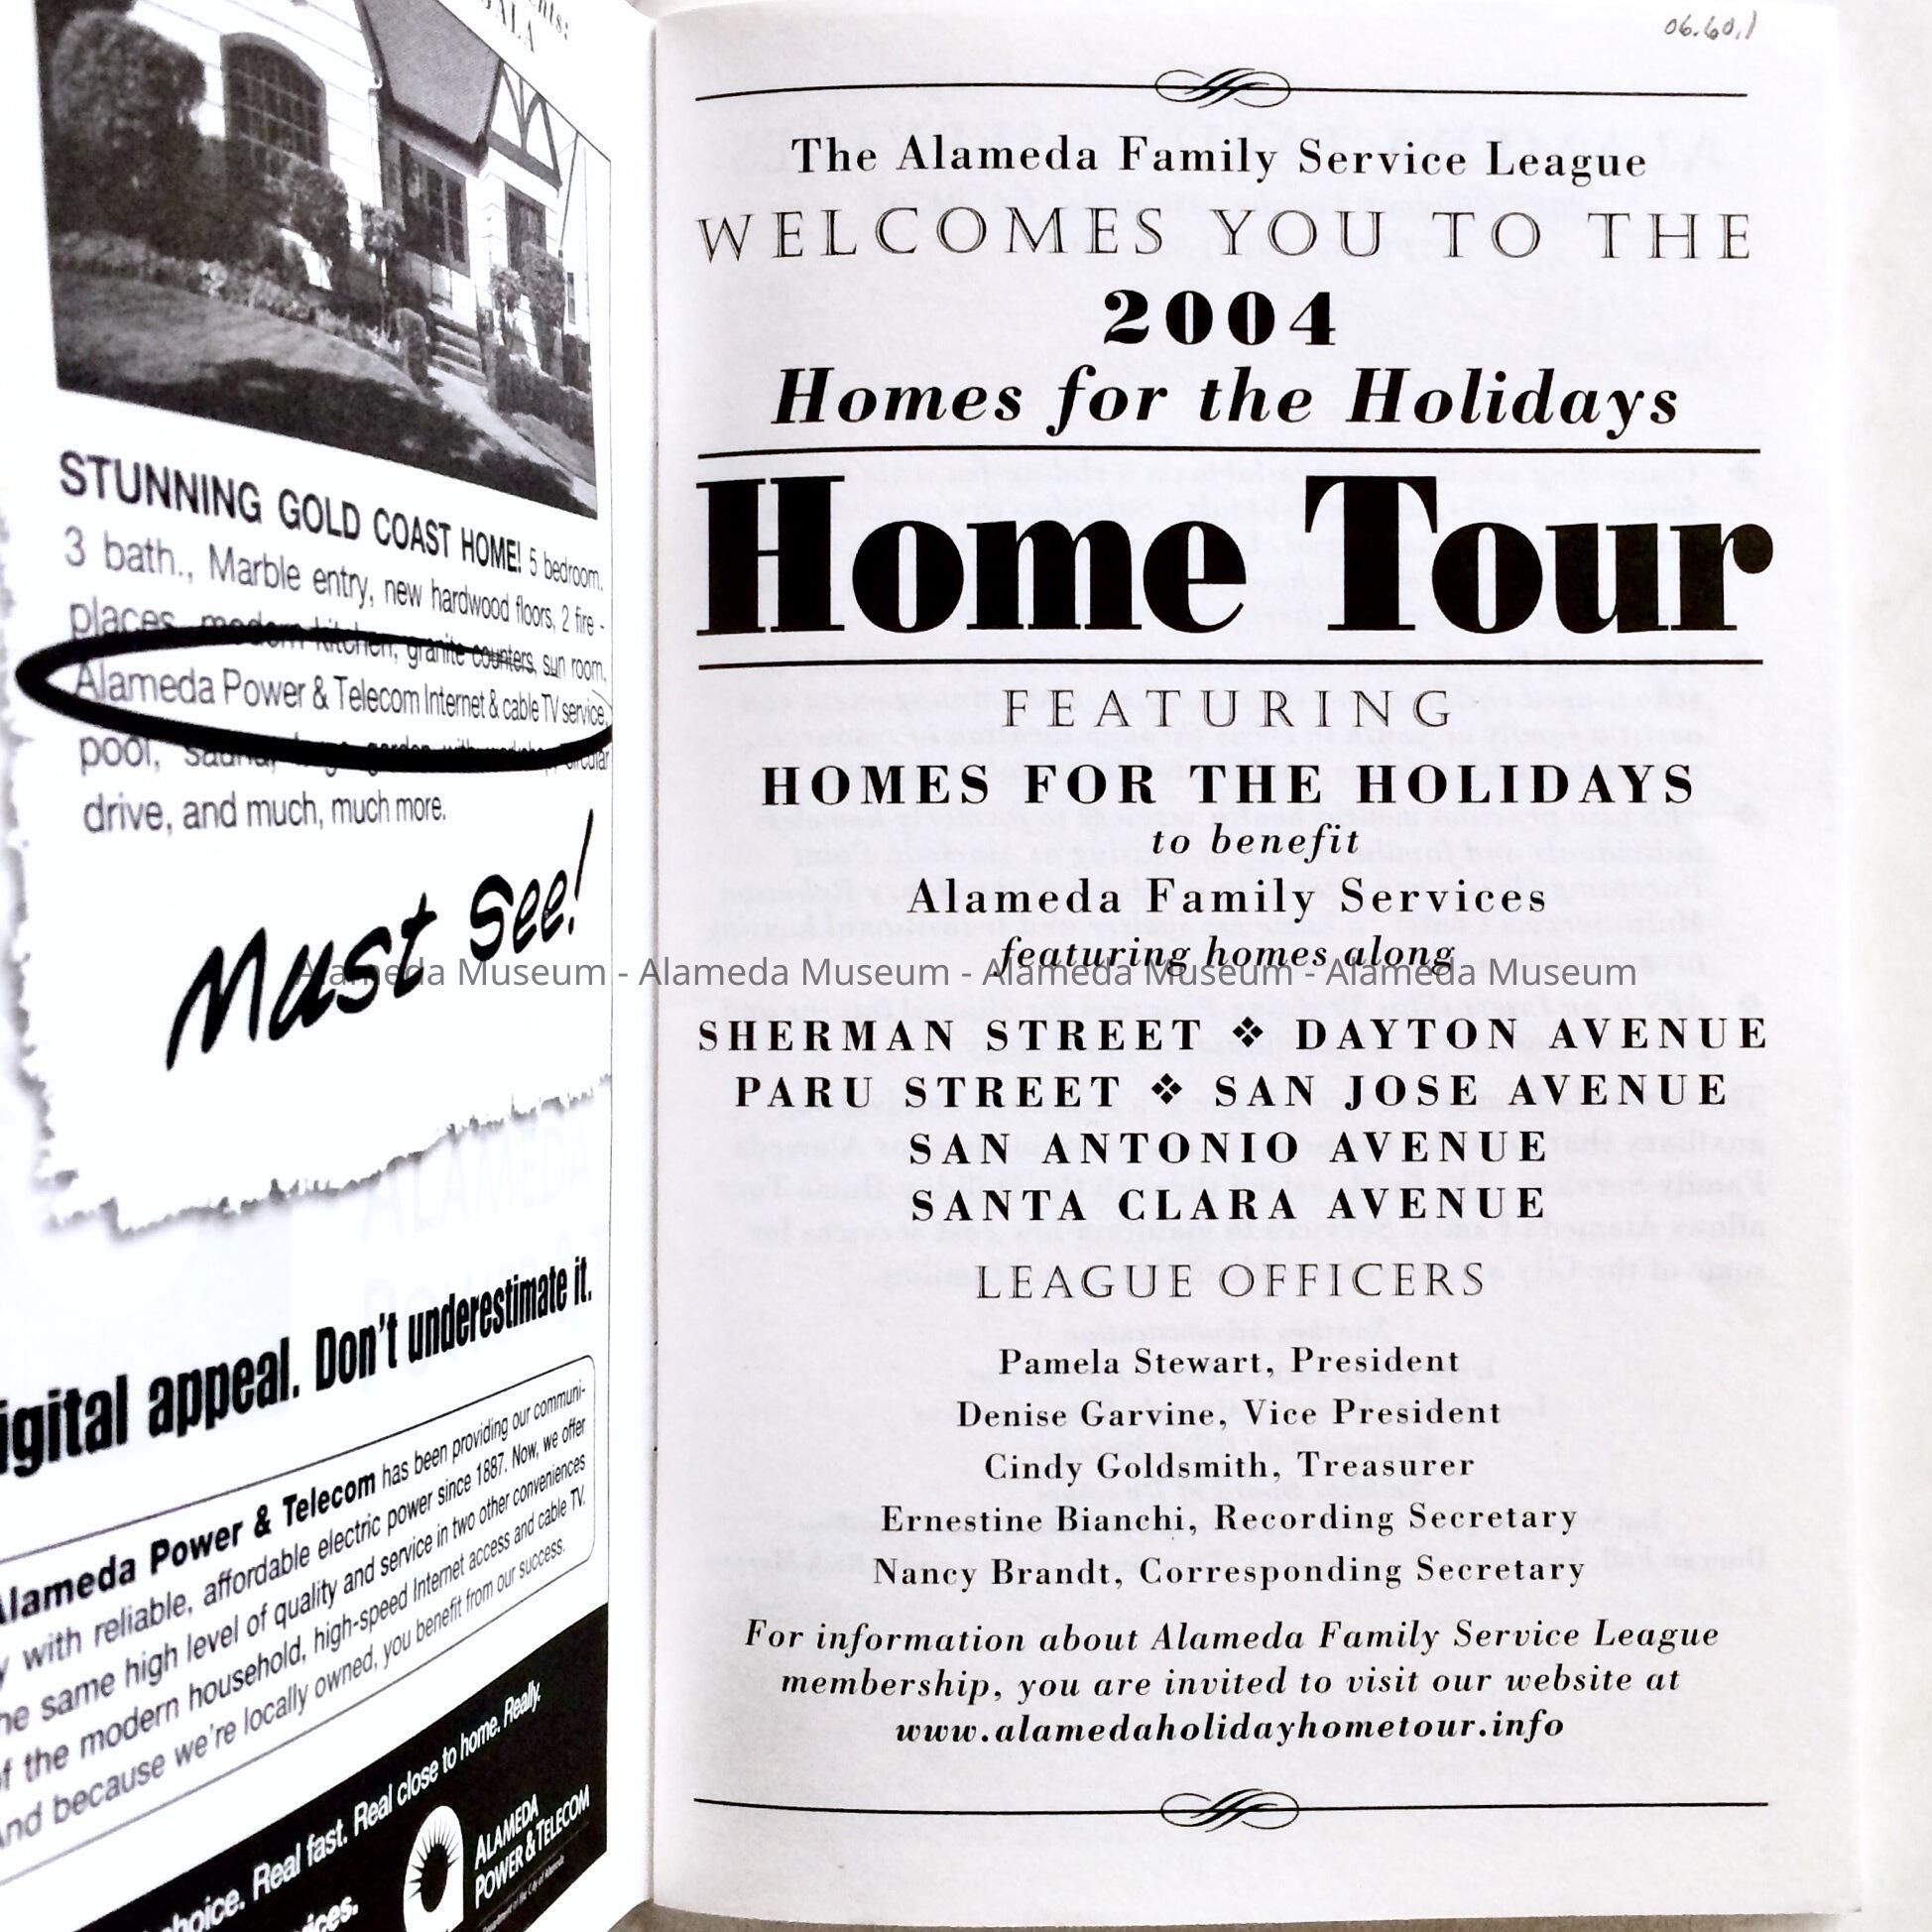 STUNNING GOLD COAST HOME! 5 bedroom,
3 bath., Marble entry, new hardwood floors, 2 fire -
places, modern kitchen, granite counters, sun room,
Alameda Power & Telecom Internet & cable TV service,
pool, sauna,
drive, and much, much more.
Must See!
appeal. Don't underestimate it.
Alameda Power & Telecom has been providing our communi-
with reliable, affordable electric power since 1887. Now, we offer
same high level of quality and service in two other conveniences
the modern household, high-speed Internet access and cable TV.
And because we're locally owned, you benefit from our success.
Real fast. Real close to home. Really.
ALAMEDA
POWER & TELECOM
06.60.1
The Alameda Family Service League
WELCOMES YOU TO THE
2004
Homes for the Holidays
Home Tour
FEATURING
HOMES FOR THE HOLIDAYS
to benefit
Alameda Family Services
featuring homes along
Alameda Museum - Alameda Museum - Alameda Museum - Alameda Museum
SHERMAN STREET ❖ DAYTON AVENUE
PARU STREET ❖ SAN JOSE AVENUE
SAN ANTONIO AVENUE
SANTA CLARA AVENUE
LEAGUE OFFICERS
Pamela Stewart, President
Denise Garvine, Vice President
Cindy Goldsmith, Treasurer
Ernestine Bianchi, Recording Secretary
Nancy Brandt, Corresponding Secretary
For information about Alameda Family Service League
membership, you are invited to visit our website at
www.alamedaholidayhometour.info